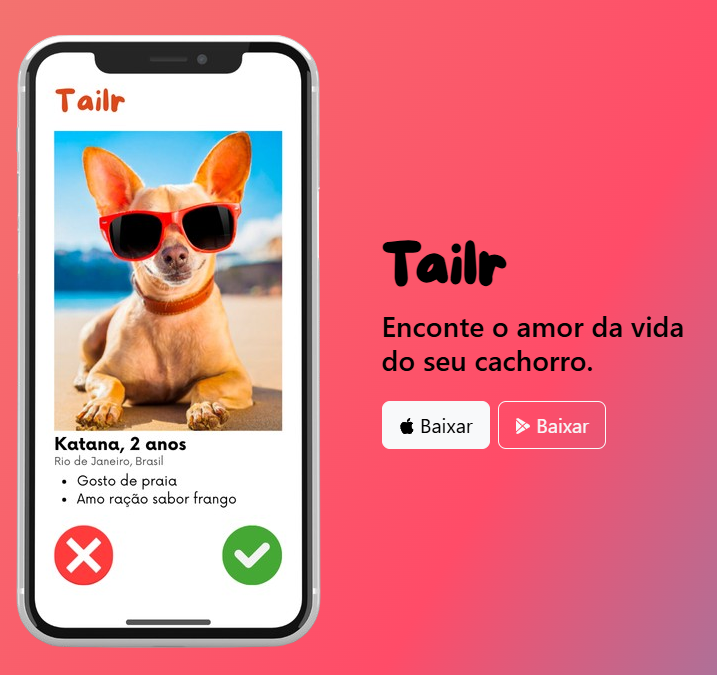 Tailr
Katana, 2 anos
Rio de Janeiro, Brasil
• Gosto de praia
• Amo ração sabor frango
Tailr
Enconte o amor da vida
do seu cachorro.
Baixar
Baixar